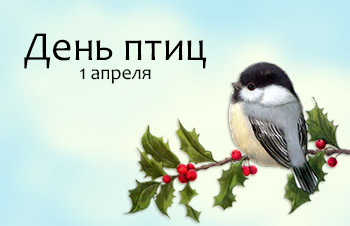 День птиц
1 апреля